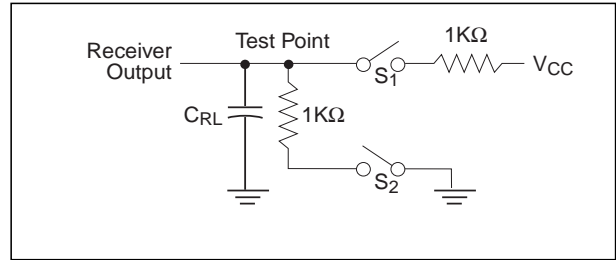 Receiver
Output
Test Point
S1
1KΩ
VCC
CRL
1KΩ
S2